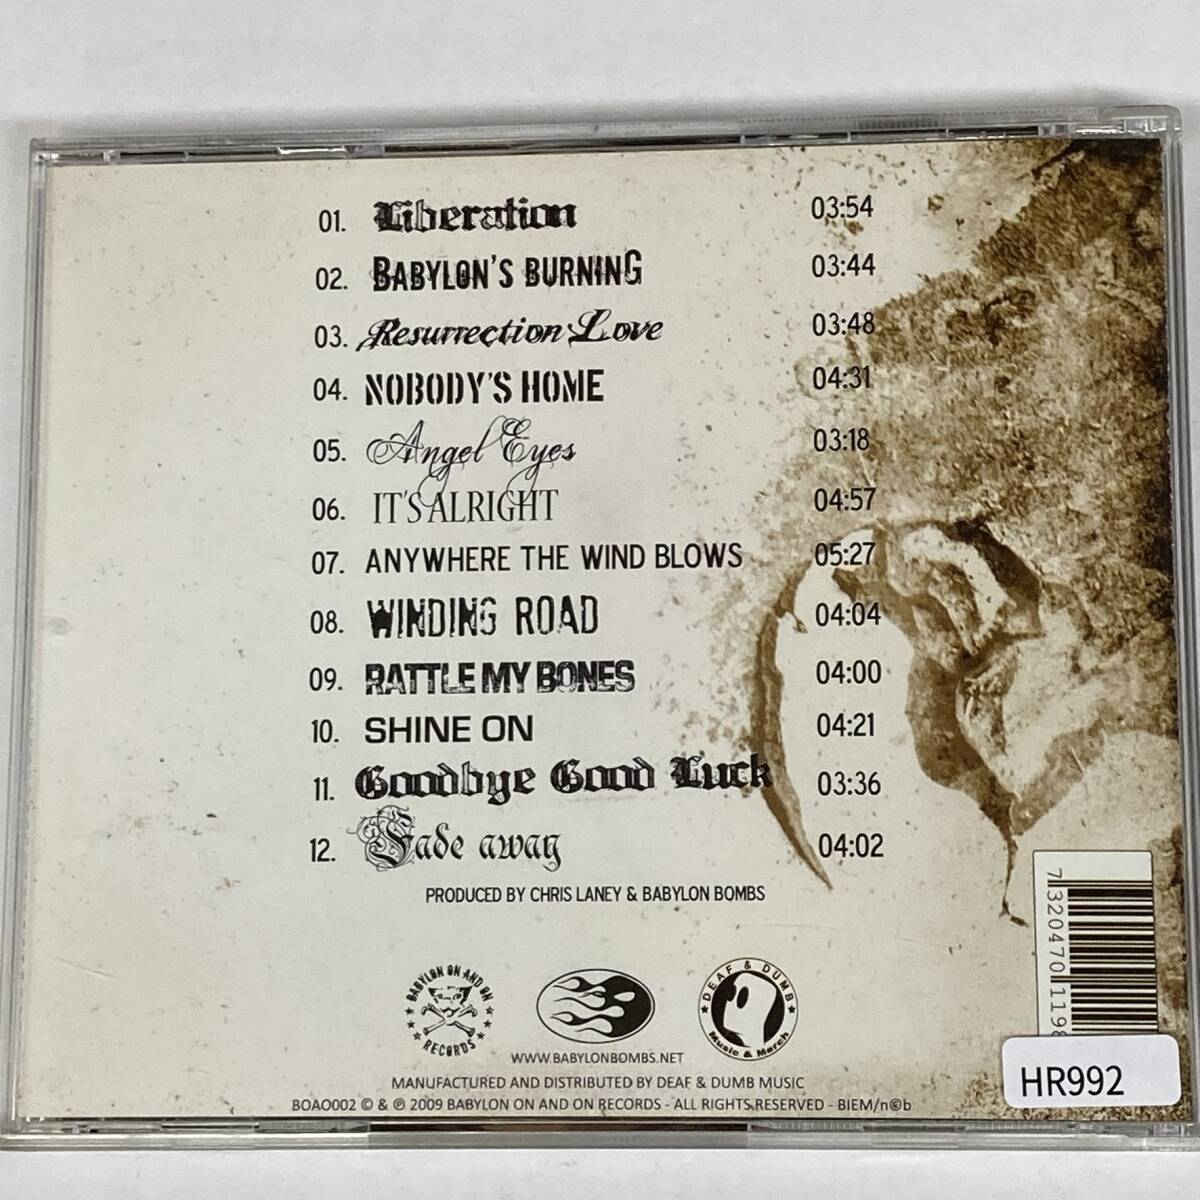 01. Liberation 03:54
02. BABYLON'S BURNING 03:44
03. Resurrection Love 03:48
04. NOBODY'S HOME 04:31
05. Angel Eyes 03:18
06. IT'S ALRIGHT 04:57
07. ANYWHERE THE WIND BLOWS 05:27
08. WINDING ROAD 04:04
09. RATTLE MY BONES 04:00
10. SHINE ON 04:21
11. Goodbye Good Luck 03:36
12. Fade away 04:02
PRODUCED BY CHRIS LANEY & BABYLON BOMBS
BABYLON ON AND ON
RECORDS
DEAF & DUMB
Music & Merch
WWW.BABYLONBOMBS.NET
MANUFACTURED AND DISTRIBUTED BY DEAF & DUMB MUSIC
BOAO002 © & ℗ 2009 BABYLON ON AND ON RECORDS - ALL RIGHTS RESERVED - BIEM/n©b
7 320470 1198
HR992